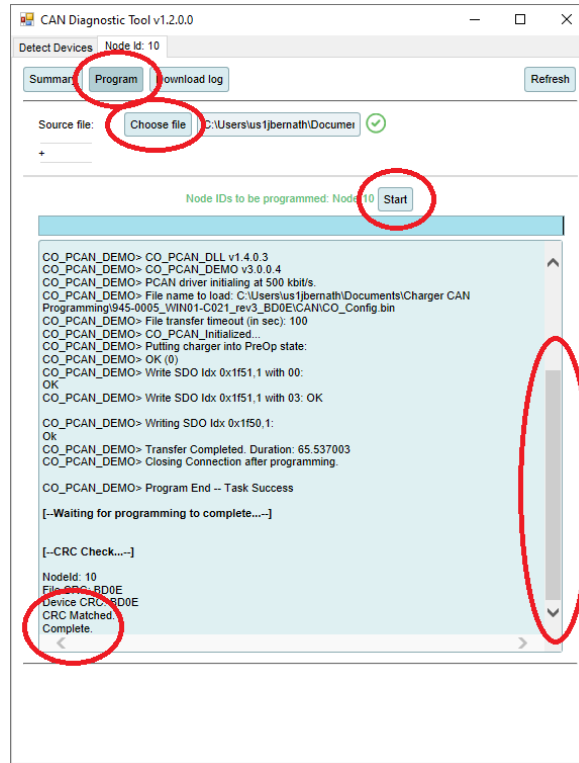 CAN Diagnostic Tool v1.2.0.0
Detect Devices Node Id: 10
Summary Program Download log Refresh
Source file: Choose file C:\Users\us1jbernath\Documei
+
Node IDs to be programmed: Node 10 Start
CO_PCAN_DEMO> CO_PCAN_DLL v1.4.0.3
CO_PCAN_DEMO> CO_PCAN_DEMO v3.0.0.4
CO_PCAN_DEMO> PCAN driver initialing at 500 kbit/s.
CO_PCAN_DEMO> File name to load: C:\Users\us1jbernath\Documents\Charger CAN
Programming\945-0005_WIN01-C021_rev3_BD0E\CAN\CO_Config.bin
CO_PCAN_DEMO> File transfer timeout (in sec): 100
CO_PCAN_DEMO> CO_PCAN_Initialized...
CO_PCAN_DEMO> Putting charger into PreOp state:
CO_PCAN_DEMO> OK (0)
CO_PCAN_DEMO> Write SDO Idx 0x1f51,1 with 00:
OK
CO_PCAN_DEMO> Write SDO Idx 0x1f51,1 with 03: OK
CO_PCAN_DEMO> Writing SDO Idx 0x1f50,1:
Ok
CO_PCAN_DEMO> Transfer Completed. Duration: 65.537003
CO_PCAN_DEMO> Closing Connection after programming.
CO_PCAN_DEMO> Program End -- Task Success
[--Waiting for programming to complete...--]
[--CRC Check...--]
NodeId: 10
File CRC: BD0E
Device CRC: BD0E
CRC Matched.
Complete.